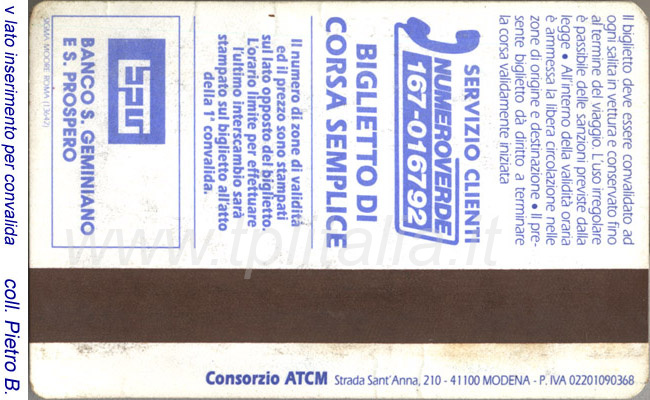 Il biglietto deve essere convalidato ad
ogni salita in vettura e conservato fino
al termine del viaggio. L'uso irregolare
è passibile delle sanzioni previste dalla
legge • All'interno della validità oraria
è ammessa la libera circolazione nelle
zone di origine e destinazione • Il pre-
sente biglietto da diritto a terminare
la corsa validamente iniziata
SERVIZIO CLIENTI
NUMEROVERDE
167-016792
BIGLIETTO DI
CORSA SEMPLICE
Il numero di zone di validità
ed il prezzo sono stampati
sul lato opposto del biglietto.
L'orario limite per effettuare
l'ultimo interscambio sarà
stampato sul biglietto all'atto
della 1ª convalida.
BANCO S. GEMINIANO
E S. PROSPERO
SIGMA MOORE ROMA (13647)
Consorzio ATCM Strada Sant'Anna, 210 - 41100 MODENA - P. IVA 02201090368
v lato inserimento per convalida
coll. Pietro B.
www.tplitalia.it